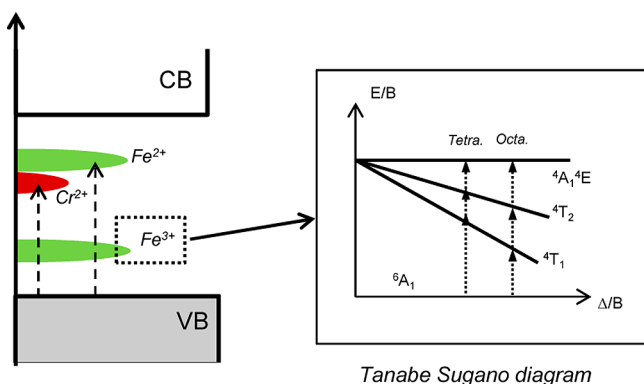 CB
Fe²⁺
Cr²⁺
Fe³⁺
VB
E/B
Tetra. Octa.
⁴A₁⁴E
⁴T₂
⁴T₁
⁶A₁
Δ/B
Tanabe Sugano diagram